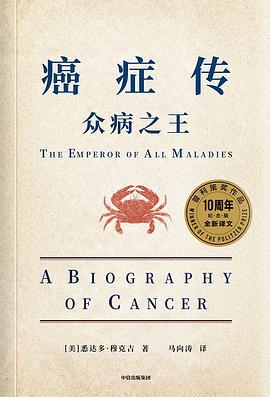 癌症传
众病之王
THE EMPEROR OF ALL MALADIES
普利策奖作品
10周年
纪·念·版
全新译文
WINNER OF THE PULITZER PRIZE
A BIOGRAPHY
OF CANCER
[美]悉达多·穆克吉 著 马向涛 译
中信出版集团